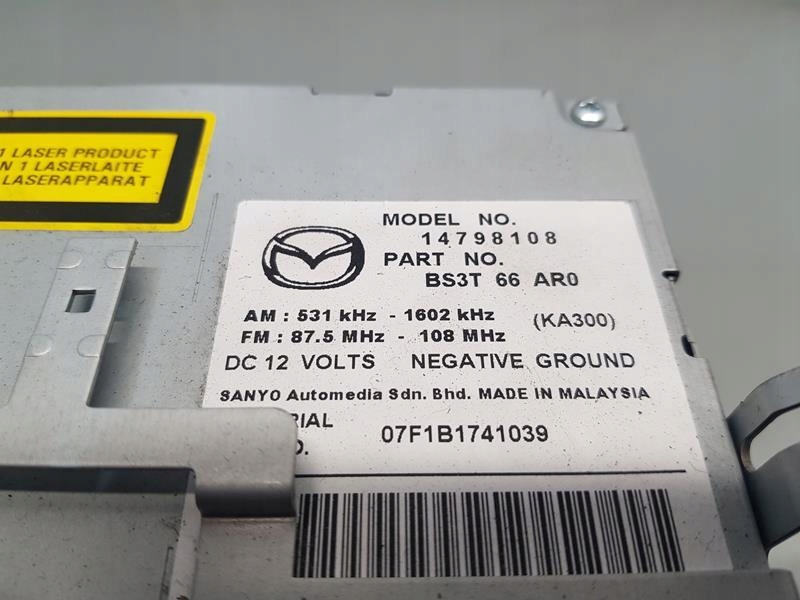 1 LASER PRODUCT
N 1 LASERLAITE
LASERAPPARAT
MODEL NO.
14798108
PART NO.
BS3T 66 AR0
AM : 531 kHz - 1602 kHz (KA300)
FM : 87.5 MHz - 108 MHz
DC 12 VOLTS NEGATIVE GROUND
SANYO Automedia Sdn. Bhd. MADE IN MALAYSIA
RIAL
O. 07F1B1741039